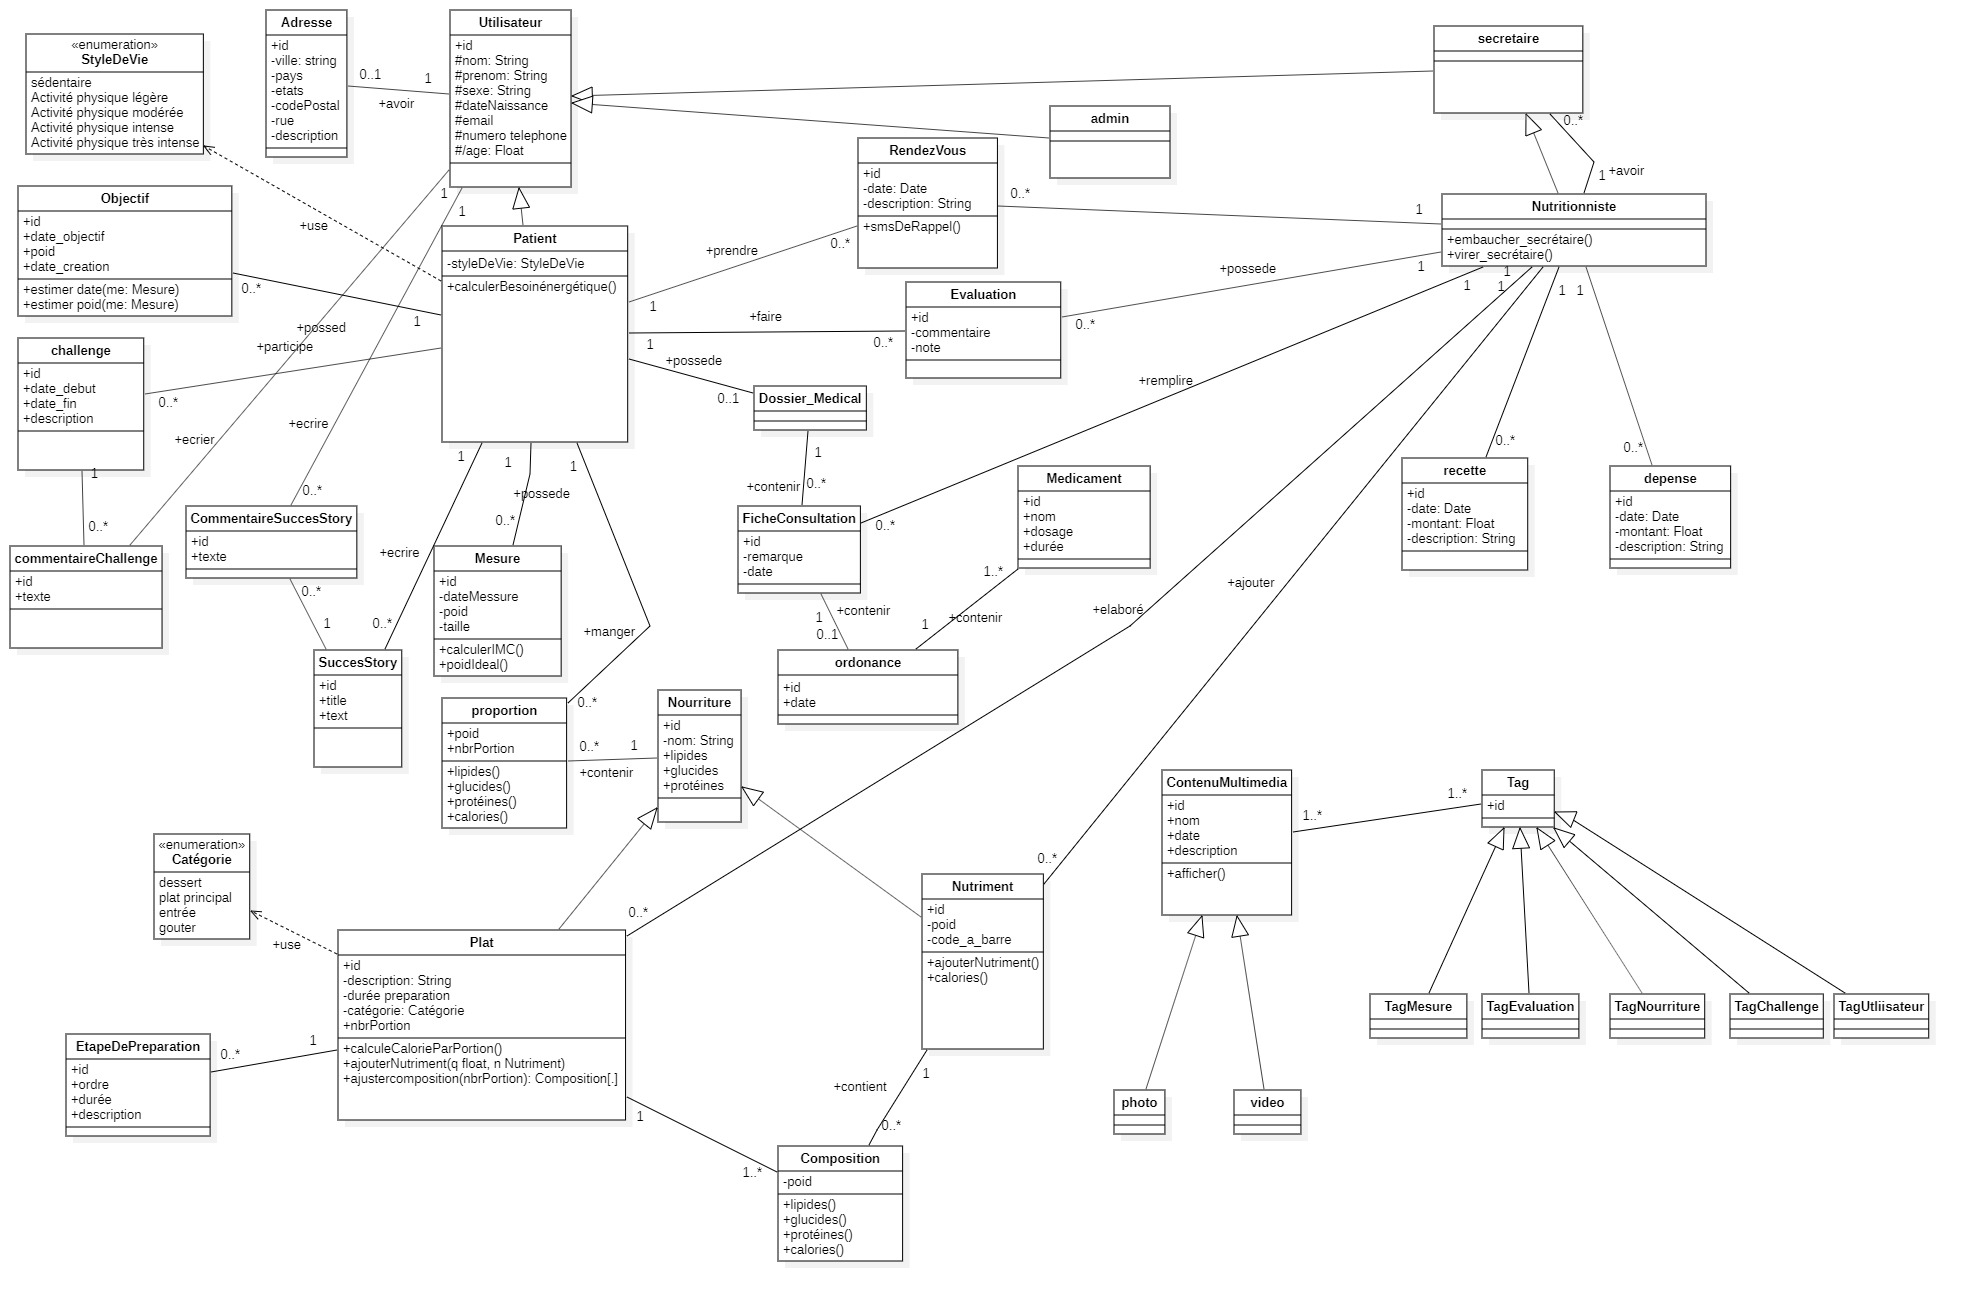 «enumeration»
StyleDeVie
sédentaire
Activité physique légère
Activité physique modérée
Activité physique intense
Activité physique très intense
Adresse
+id
-ville: string
-pays
-etats
-codePostal
-rue
-description
0..1
1
+avoir
Utilisateur
+id
#nom: String
#prenom: String
#sexe: String
#dateNaissance
#email
#numero telephone
#/age: Float
secretaire
0..*
1
+avoir
admin
RendezVous
+id
-date: Date
-description: String
+smsDeRappel()
0..*
1
Nutritionniste
+embaucher_secrétaire()
+virer_secrétaire()
Objectif
+id
+date_objectif
+poid
+date_creation
+estimer date(me: Mesure)
+estimer poid(me: Mesure)
0..*
1
+possed
+use
1
1
Patient
-styleDeVie: StyleDeVie
+calculerBesoinénergétique()
+prendre
0..*
1
Evaluation
+id
-commentaire
-note
+possede
1
0..*
+faire
1
0..*
+possede
0..1
Dossier_Medical
challenge
+id
+date_debut
+date_fin
+description
+participe
0..*
1
0..*
+ecrier
+ecrire
0..*
commentaireChallenge
+id
+texte
CommentaireSuccesStory
+id
+texte
0..*
1
SuccesStory
+id
+title
+text
1
+ecrire
0..*
1
+possede
0..*
Mesure
+id
-dateMessure
-poid
-taille
+calculerIMC()
+poidIdeal()
1
+manger
0..*
1
+contenir
0..*
FicheConsultation
+id
-remarque
-date
+remplire
1
0..*
Medicament
+id
+nom
+dosage
+durée
1..*
+contenir
1
1
+contenir
0..1
ordonance
+id
+date
1
1
1
1
recette
+id
-date: Date
-montant: Float
-description: String
0..*
depense
+id
-date: Date
-montant: Float
-description: String
0..*
+elaboré
+ajouter
proportion
+poid
+nbrPortion
+lipides()
+glucides()
+protéines()
+calories()
0..*
1
+contenir
Nourriture
+id
-nom: String
+lipides
+glucides
+protéines
«enumeration»
Catégorie
dessert
plat principal
entrée
gouter
+use
0..*
Plat
+id
-description: String
-durée preparation
-catégorie: Catégorie
+nbrPortion
+calculeCalorieParPortion()
+ajouterNutriment(q float, n Nutriment)
+ajustercomposition(nbrPortion): Composition[.]
EtapeDePreparation
+id
+ordre
+durée
+description
0..*
1
1
1..*
0..*
Nutriment
+id
-poid
-code_a_barre
+ajouterNutriment()
+calories()
1
+contient
0..*
Composition
-poid
+lipides()
+glucides()
+protéines()
+calories()
ContenuMultimedia
+id
+nom
+date
+description
+afficher()
1..*
1..*
Tag
+id
TagMesure
TagEvaluation
TagNourriture
TagChallenge
TagUtliisateur
photo
video